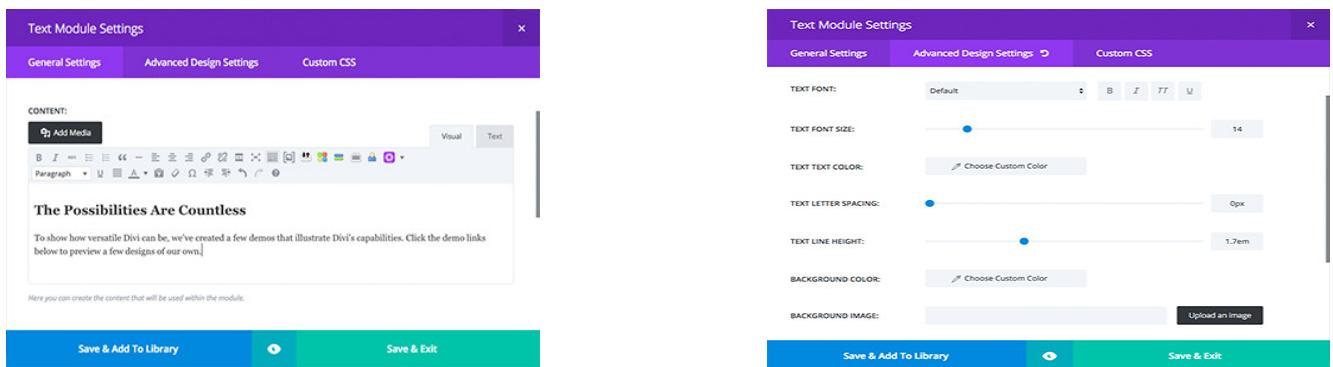 Text Module Settings
General Settings Advanced Design Settings Custom CSS
CONTENT:
Add Media
Visual Text
Paragraph
The Possibilities Are Countless
To show how versatile Divi can be, we've created a few demos that illustrate Divi's capabilities. Click the demo links
below to preview a few designs of our own.
Here you can create the content that will be used within the module.
Save & Add To Library Save & Exit
Text Module Settings
General Settings Advanced Design Settings Custom CSS
TEXT FONT: Default B I TT U
TEXT FONT SIZE: 14
TEXT TEXT COLOR: Choose Custom Color
TEXT LETTER SPACING: 0px
TEXT LINE HEIGHT: 1.7em
BACKGROUND COLOR: Choose Custom Color
BACKGROUND IMAGE: Upload an image
Save & Add To Library Save & Exit